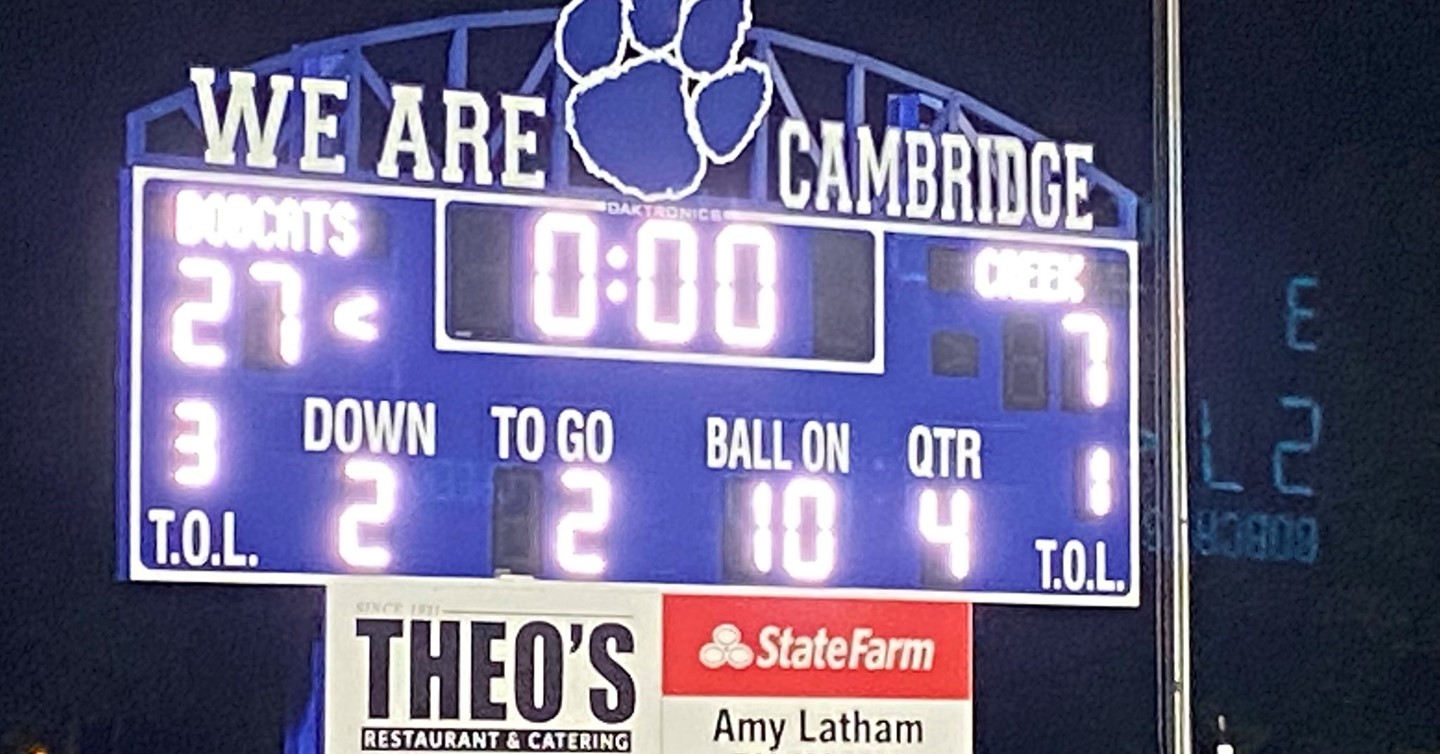 WE ARE CAMBRIDGE
DAKTRONICS
BOBCATS 0:00 CREEK
27 < 7
3 DOWN TO GO BALL ON QTR 1
2 2 10 4
T.O.L. T.O.L.
SINCE 1931
THEO'S
RESTAURANT & CATERING
StateFarm
Amy Latham